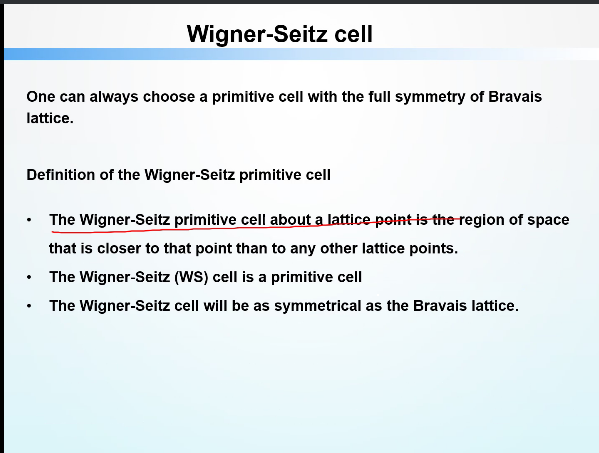 Wigner-Seitz cell
One can always choose a primitive cell with the full symmetry of Bravais
lattice.
Definition of the Wigner-Seitz primitive cell
• The Wigner-Seitz primitive cell about a lattice point is the region of space
that is closer to that point than to any other lattice points.
• The Wigner-Seitz (WS) cell is a primitive cell
• The Wigner-Seitz cell will be as symmetrical as the Bravais lattice.